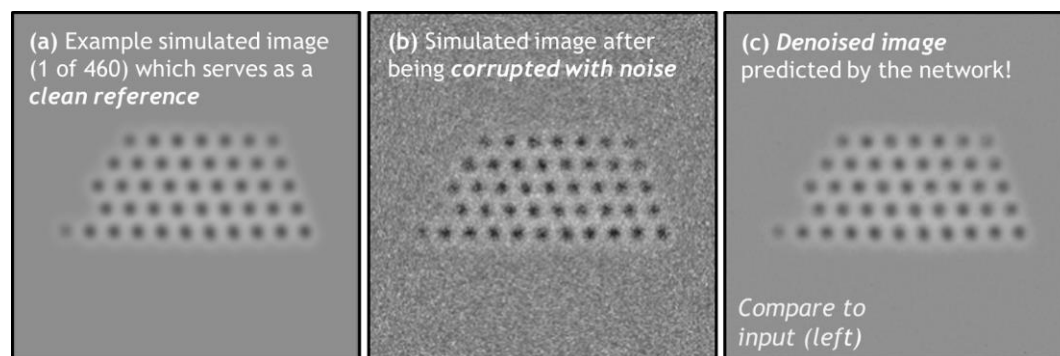 (a) Example simulated image
(1 of 460) which serves as a
clean reference
(b) Simulated image after
being corrupted with noise
(c) Denoised image
predicted by the network!
Compare to
input (left)